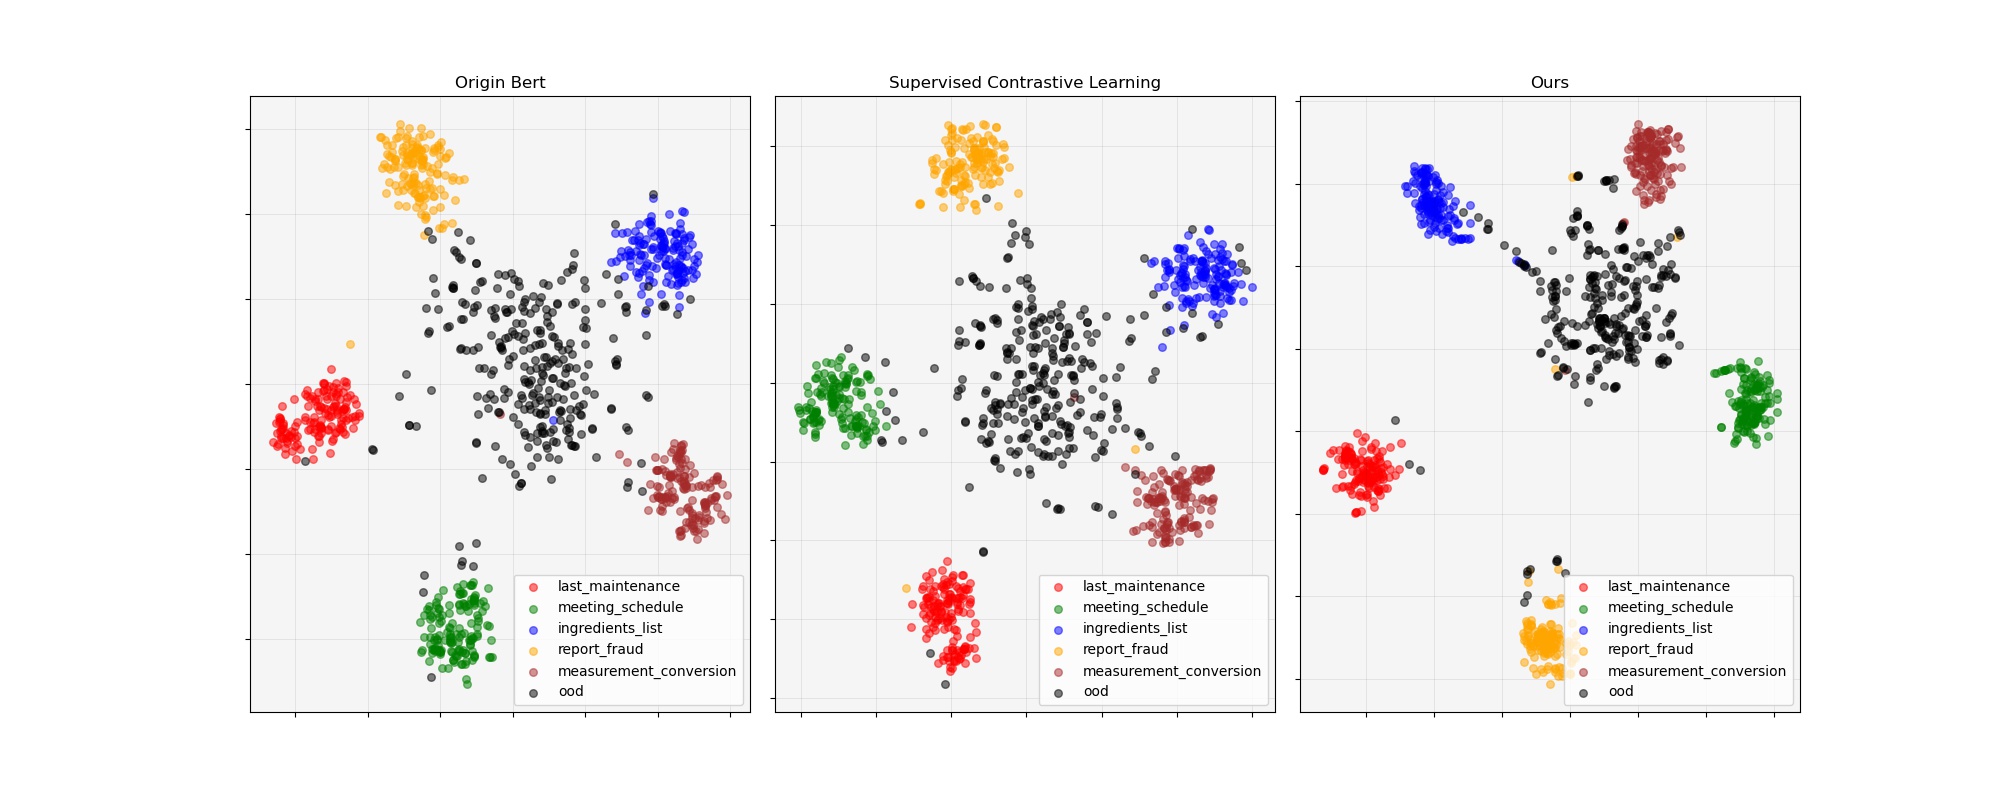 Origin Bert
last_maintenance
meeting_schedule
ingredients_list
report_fraud
measurement_conversion
ood
Supervised Contrastive Learning
last_maintenance
meeting_schedule
ingredients_list
report_fraud
measurement_conversion
ood
Ours
last_maintenance
meeting_schedule
ingredients_list
report_fraud
measurement_conversion
ood